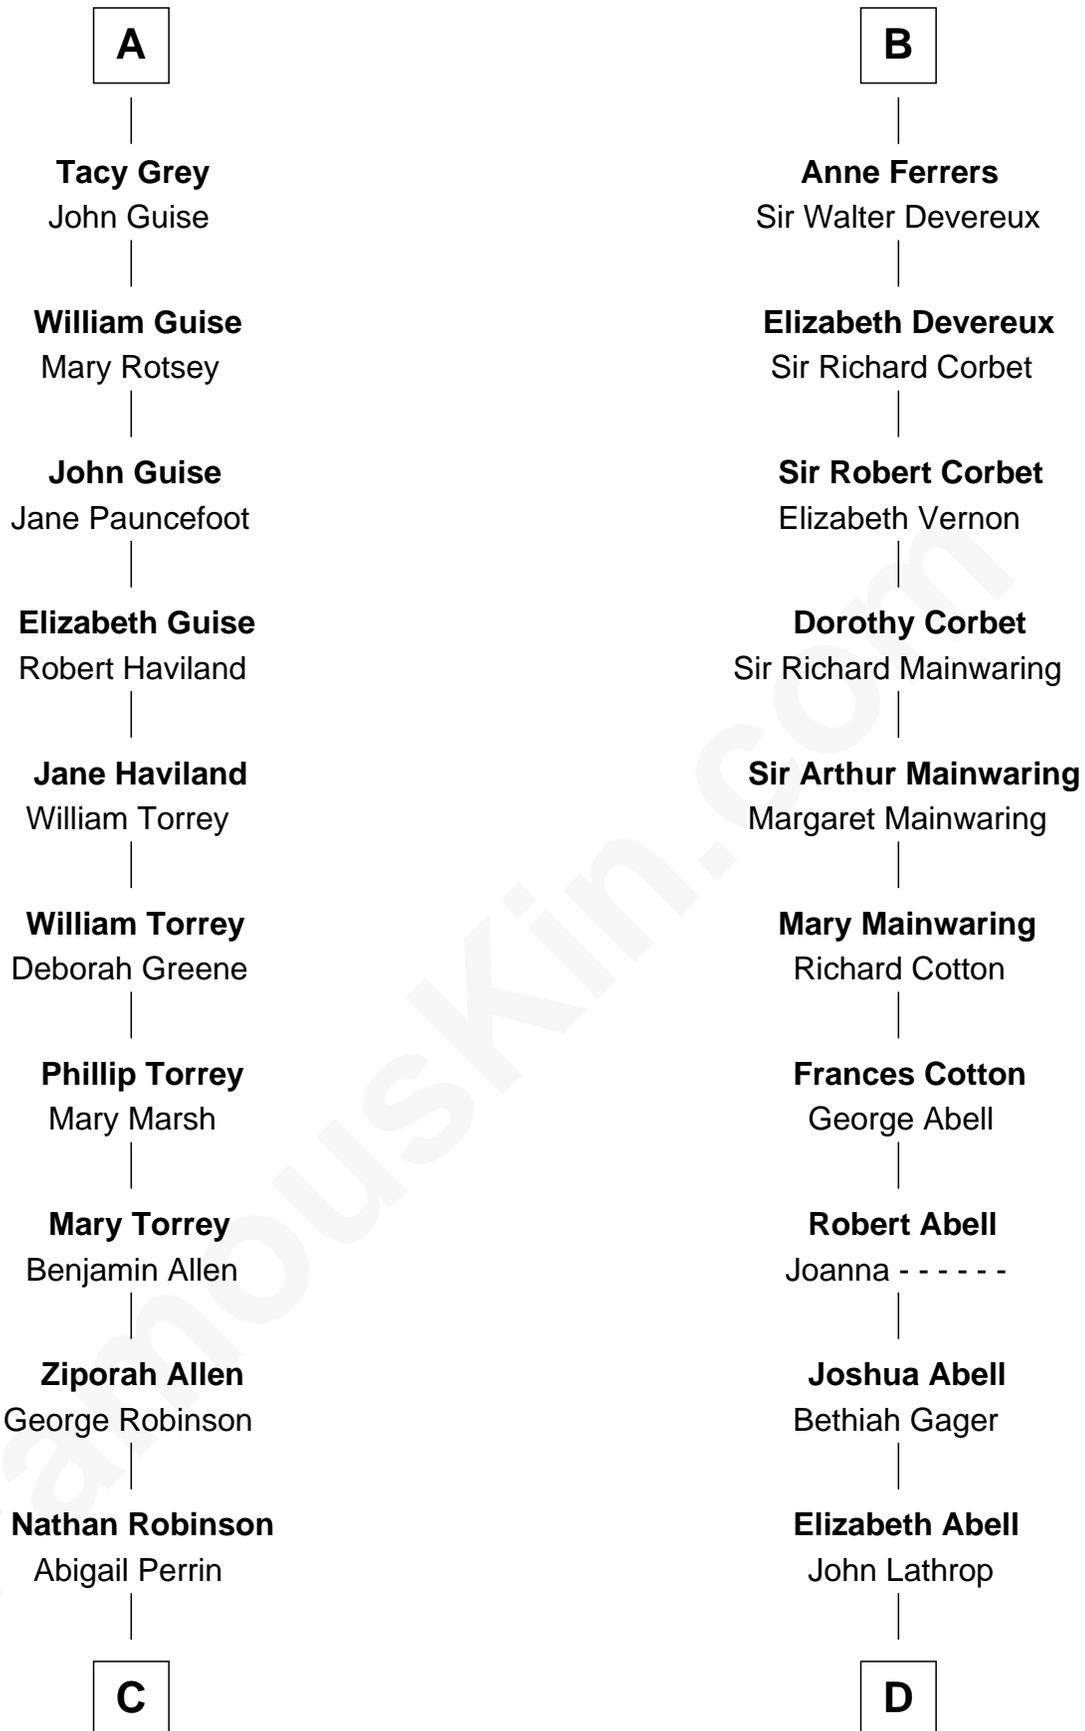 A
Tacy Grey
John Guise
William Guise
Mary Rotsey
John Guise
Jane Pauncefoot
Elizabeth Guise
Robert Haviland
Jane Haviland
William Torrey
William Torrey
Deborah Greene
Phillip Torrey
Mary Marsh
Mary Torrey
Benjamin Allen
Ziporah Allen
George Robinson
Nathan Robinson
Abigail Perrin
C
B
Anne Ferrers
Sir Walter Devereux
Elizabeth Devereux
Sir Richard Corbet
Sir Robert Corbet
Elizabeth Vernon
Dorothy Corbet
Sir Richard Mainwaring
Sir Arthur Mainwaring
Margaret Mainwaring
Mary Mainwaring
Richard Cotton
Frances Cotton
George Abell
Robert Abell
Joanna - - - - - -
Joshua Abell
Bethiah Gager
Elizabeth Abell
John Lathrop
D
FamousKin.com